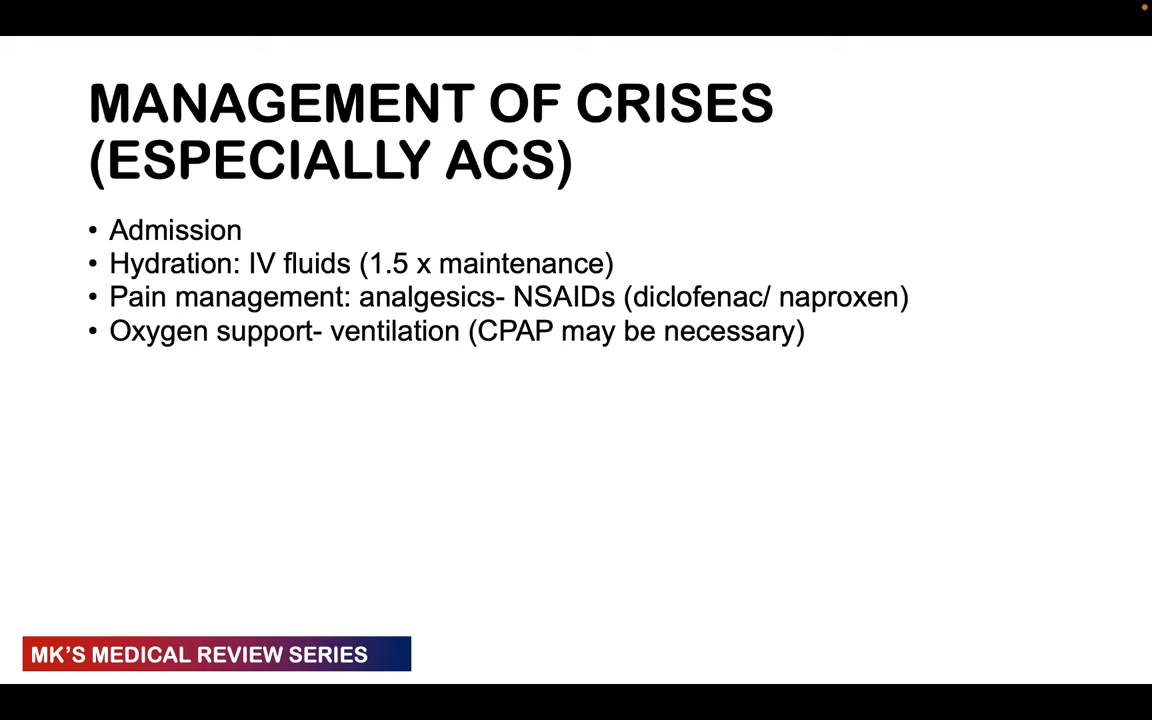 MANAGEMENT OF CRISES
(ESPECIALLY ACS)
• Admission
• Hydration: IV fluids (1.5 x maintenance)
• Pain management: analgesics- NSAIDs (diclofenac/ naproxen)
• Oxygen support- ventilation (CPAP may be necessary)
MK'S MEDICAL REVIEW SERIES